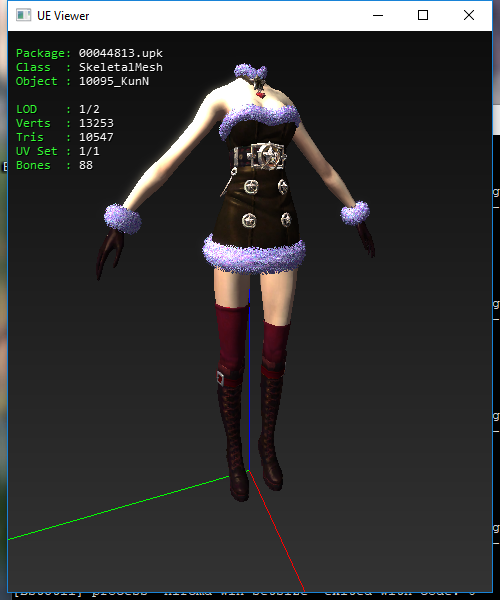 UE Viewer
Package: 00044813.upk
Class : SkeletalMesh
Object : 10095_KunN
LOD : 1/2
Verts : 13253
Tris : 10547
UV Set : 1/1
Bones : 88